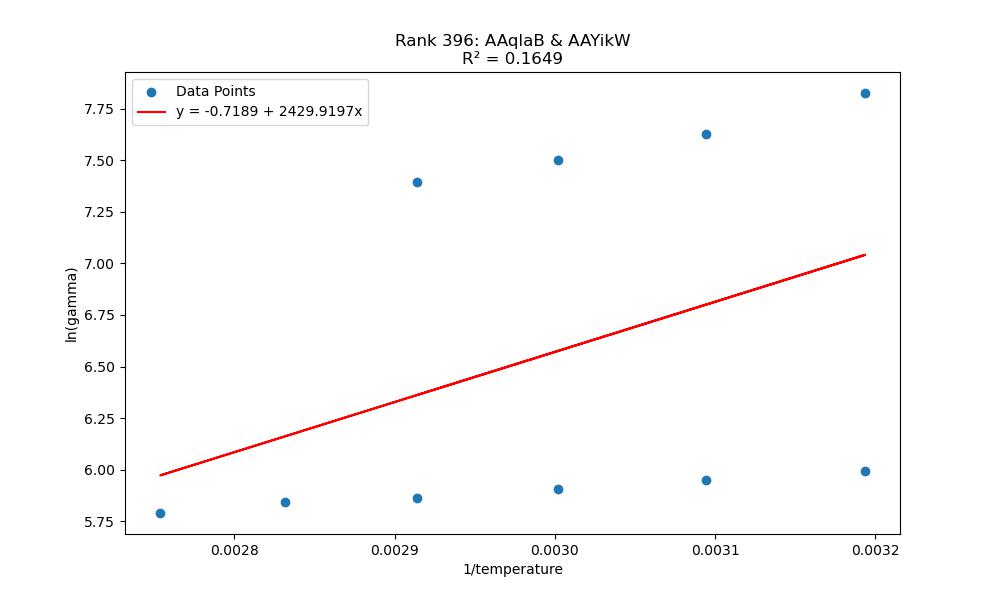 Rank 396: AAqlaB & AAYikW
R² = 0.1649
Data Points
y = -0.7189 + 2429.9197x
7.75
7.50
7.25
7.00
6.75
6.50
6.25
6.00
5.75
ln(gamma)
0.0028 0.0029 0.0030 0.0031 0.0032
1/temperature